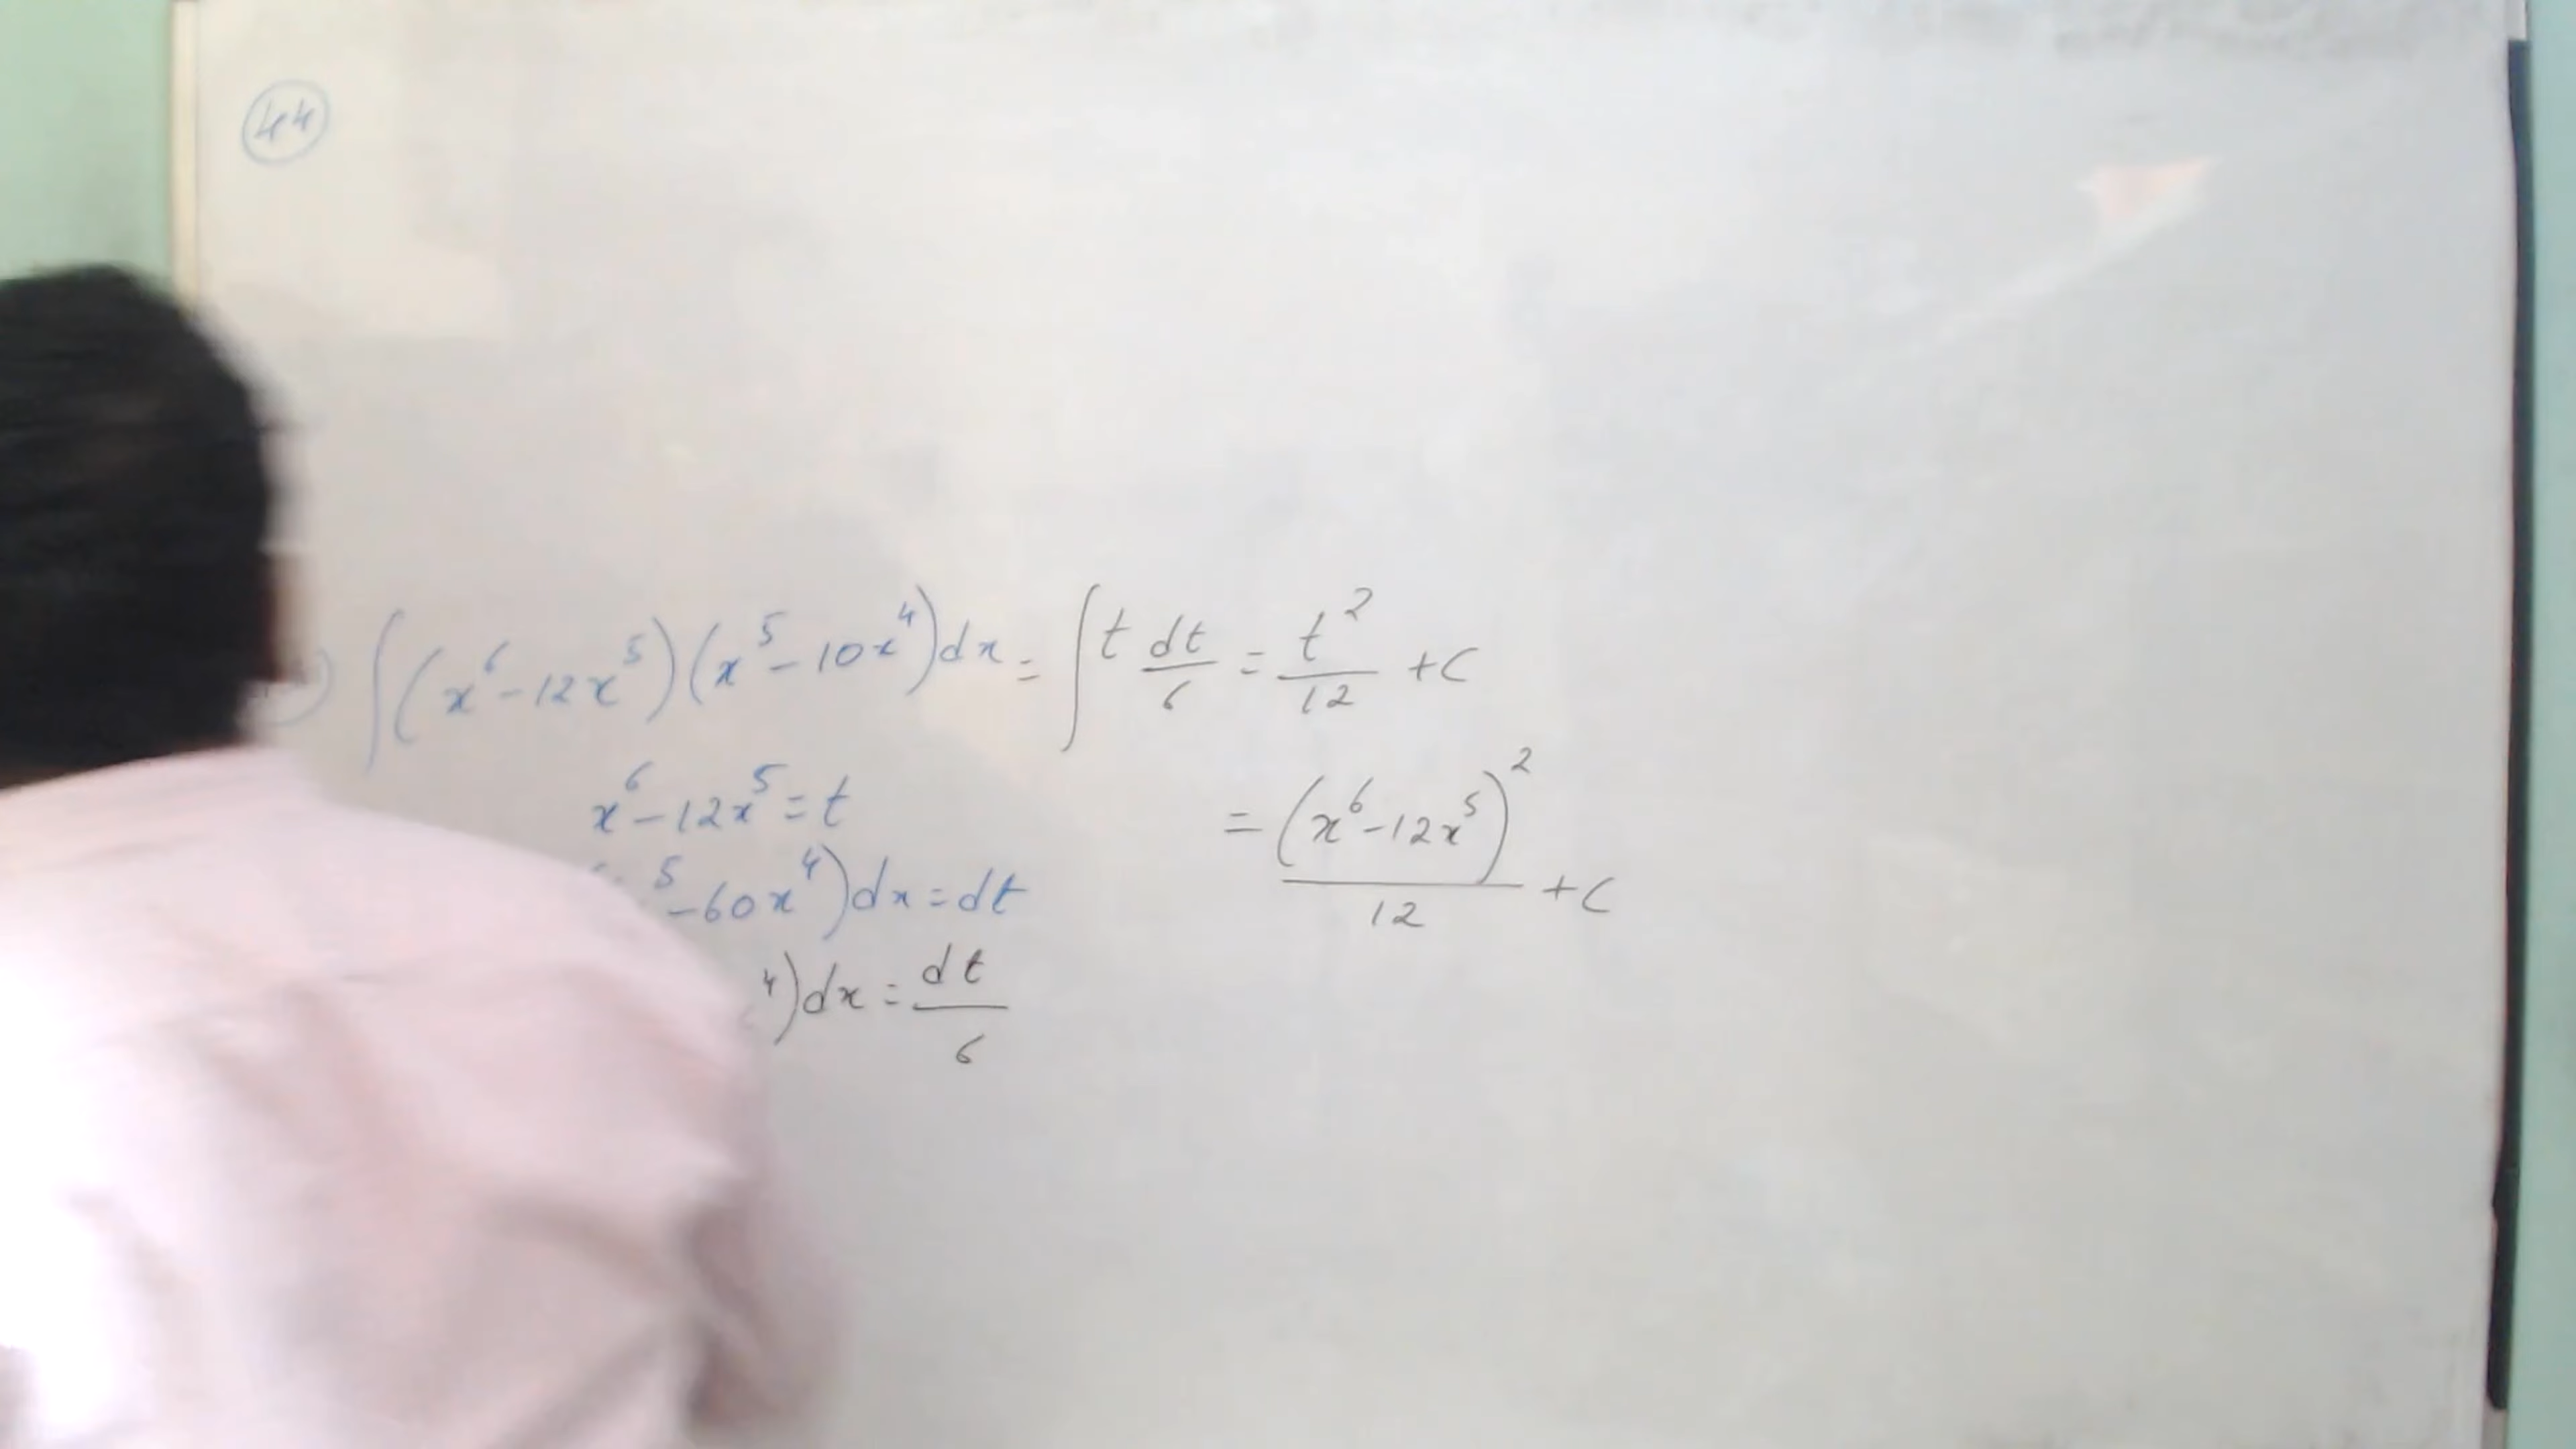 44
∫(x⁶-12x⁵)(x⁵-10x⁴)dx = ∫t dt/6 = t²/12 +C
x⁶-12x⁵=t
= (x⁶-12x⁵)²/12 +C
⁵-60x⁴)dx=dt
⁴)dx=dt/6